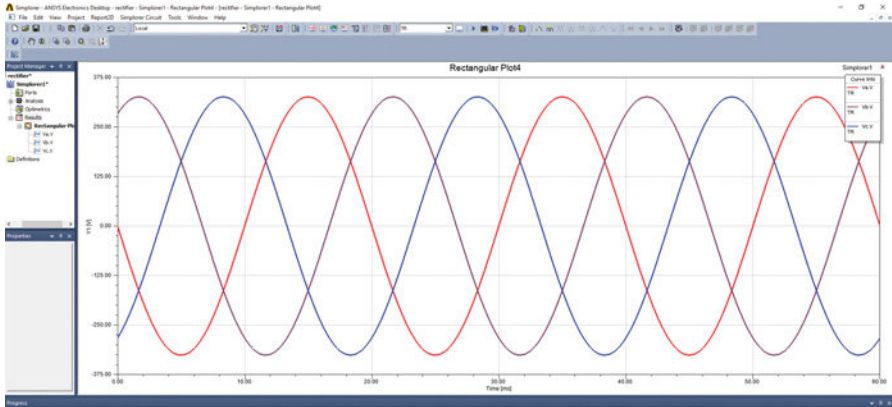 Simplorer - ANSYS Electronics Desktop - rectifier - Simplorer1 - Rectangular Plot4 - [rectifier - Simplorer1 - Rectangular Plot4]
File Edit View Project Report2D Simplorer Circuit Tools Window Help
Local
TR
Project Manager
rectifier*
Simplorer1*
Ports
Analysis
Optimetrics
Results
Rectangular Plo
Va.V
Vb.V
Vc.V
Definitions
Properties
Rectangular Plot4
Simplorer1
Curve Info
Va.V
TR
Vb.V
TR
Vc.V
TR
375.00
250.00
125.00
0.00
-125.00
-250.00
-375.00
Y1 [V]
0.00
10.00
20.00
30.00
40.00
50.00
60.00
Time [ms]
Progress